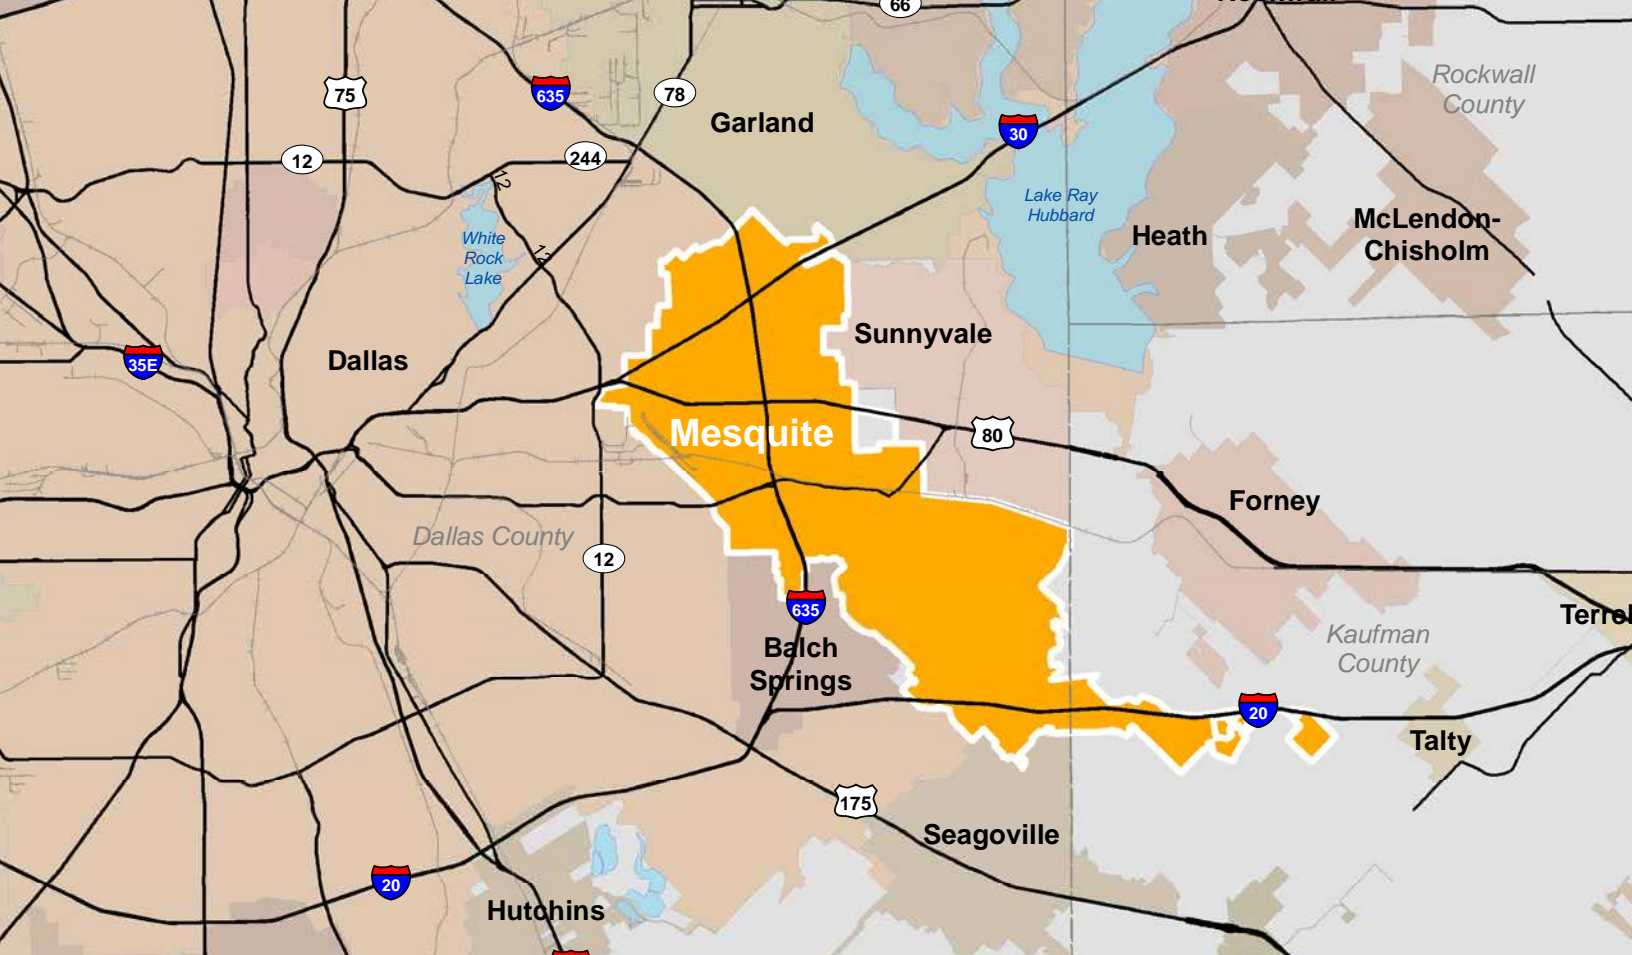 66
Rockwall
County
75
635
78
Garland
30
12
244
12
Lake Ray
Hubbard
McLendon-
Chisholm
Heath
White
Rock
Lake
12
Sunnyvale
35E
Dallas
Mesquite
80
Forney
Dallas County
12
635
Balch
Springs
Kaufman
County
20
Talty
175
Seagoville
20
Hutchins